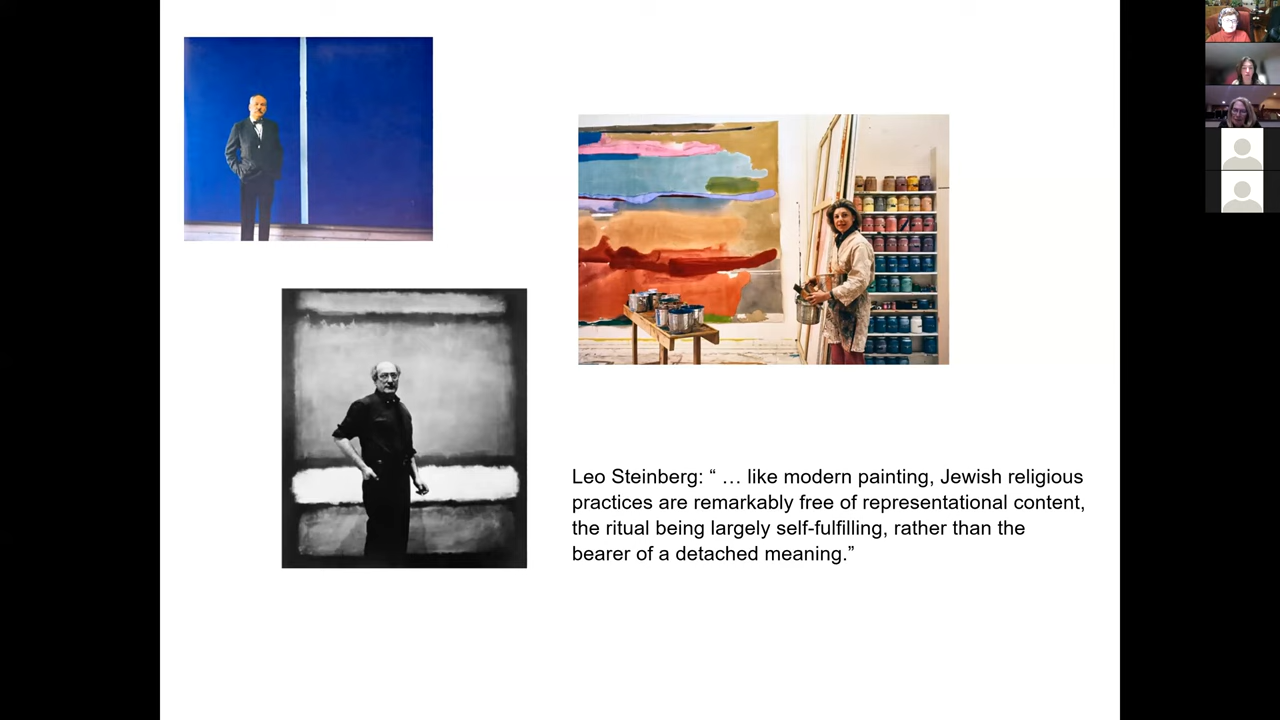 Leo Steinberg: “ … like modern painting, Jewish religious
practices are remarkably free of representational content,
the ritual being largely self-fulfilling, rather than the
bearer of a detached meaning.”